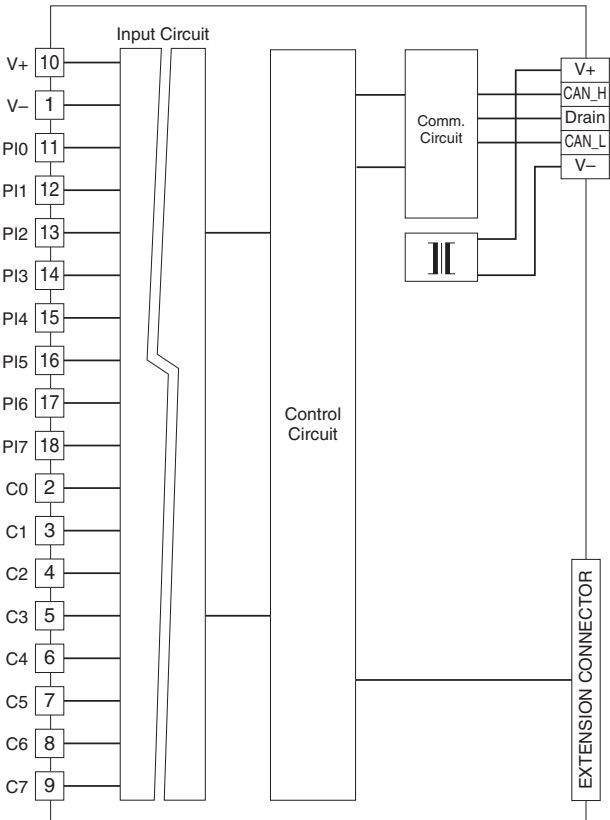 Input Circuit
V+ 10
V– 1
PI0 11
PI1 12
PI2 13
PI3 14
PI4 15
PI5 16
PI6 17
PI7 18
C0 2
C1 3
C2 4
C3 5
C4 6
C5 7
C6 8
C7 9
Control
Circuit
Comm.
Circuit
V+
CAN_H
Drain
CAN_L
V–
EXTENSION CONNECTOR